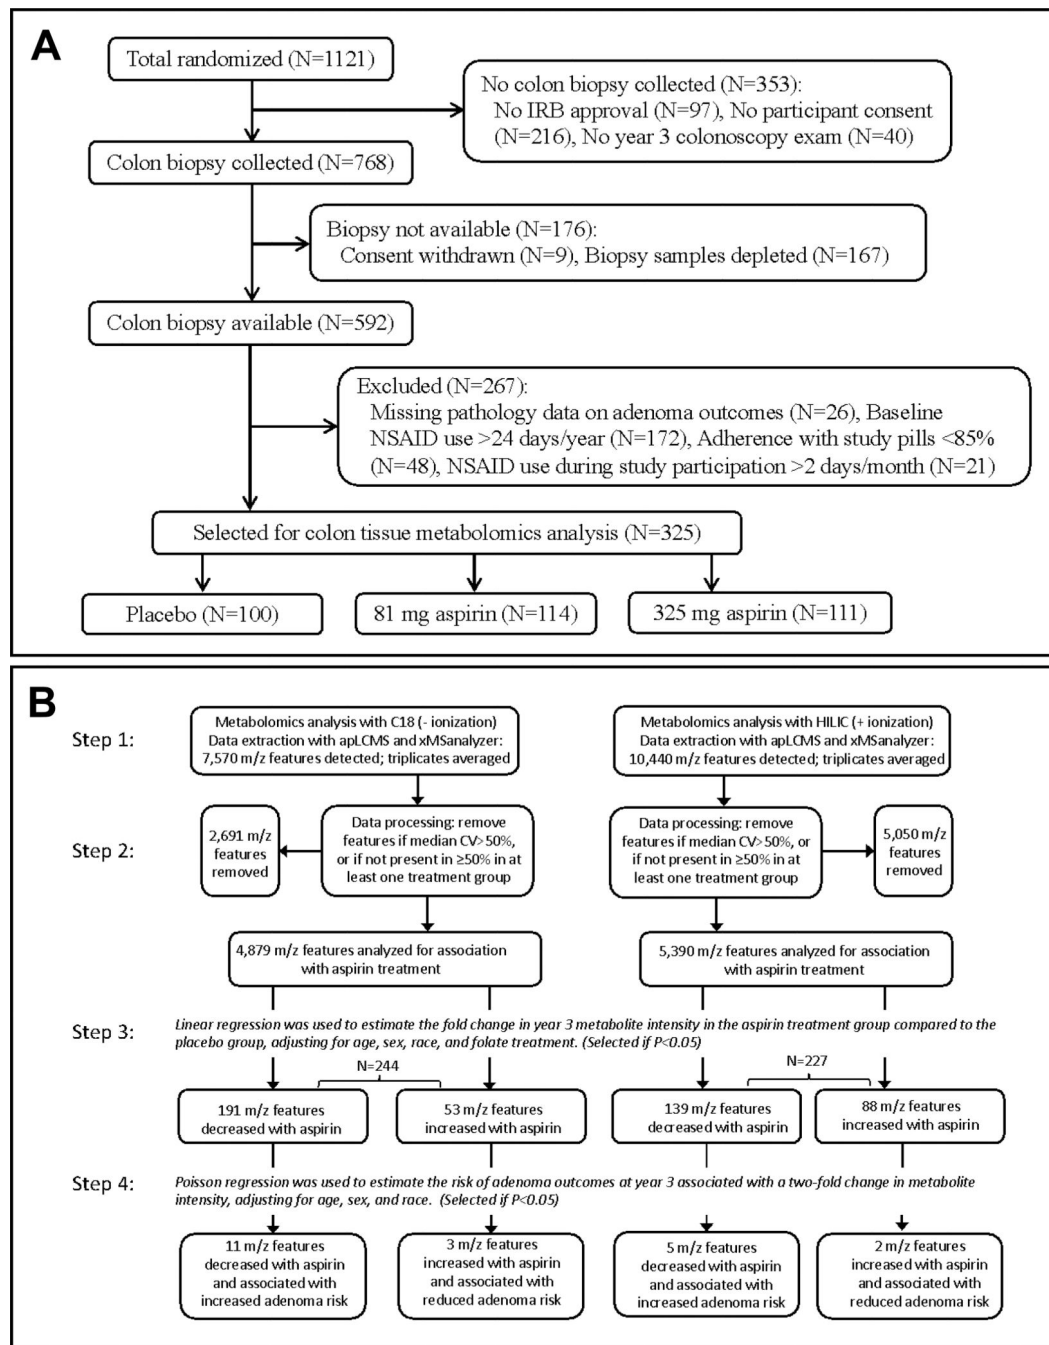 A
Total randomized (N=1121)
No colon biopsy collected (N=353):
No IRB approval (N=97), No participant consent
(N=216), No year 3 colonoscopy exam (N=40)
Colon biopsy collected (N=768)
Biopsy not available (N=176):
Consent withdrawn (N=9), Biopsy samples depleted (N=167)
Colon biopsy available (N=592)
Excluded (N=267):
Missing pathology data on adenoma outcomes (N=26), Baseline
NSAID use >24 days/year (N=172), Adherence with study pills <85%
(N=48), NSAID use during study participation >2 days/month (N=21)
Selected for colon tissue metabolomics analysis (N=325)
Placebo (N=100)
81 mg aspirin (N=114)
325 mg aspirin (N=111)
B
Step 1:
Metabolomics analysis with C18 (- ionization)
Data extraction with apLCMS and xMSanalyzer:
7,570 m/z features detected; triplicates averaged
Metabolomics analysis with HILIC (+ ionization)
Data extraction with apLCMS and xMSanalyzer:
10,440 m/z features detected; triplicates averaged
Step 2:
2,691 m/z
features
removed
Data processing: remove
features if median CV>50%,
or if not present in ≥50% in at
least one treatment group
Data processing: remove
features if median CV>50%, or
if not present in ≥50% in at
least one treatment group
5,050 m/z
features
removed
4,879 m/z features analyzed for association
with aspirin treatment
5,390 m/z features analyzed for association
with aspirin treatment
Step 3:
Linear regression was used to estimate the fold change in year 3 metabolite intensity in the aspirin treatment group compared to the
placebo group, adjusting for age, sex, race, and folate treatment. (Selected if P<0.05)
N=244
N=227
191 m/z features
decreased with aspirin
53 m/z features
increased with aspirin
139 m/z features
decreased with aspirin
88 m/z features
increased with aspirin
Step 4:
Poisson regression was used to estimate the risk of adenoma outcomes at year 3 associated with a two-fold change in metabolite
intensity, adjusting for age, sex, and race. (Selected if P<0.05)
11 m/z features
decreased with aspirin
and associated with
increased adenoma risk
3 m/z features
increased with aspirin
and associated with
reduced adenoma risk
5 m/z features
decreased with aspirin
and associated with
increased adenoma risk
2 m/z features
increased with aspirin
and associated with
reduced adenoma risk